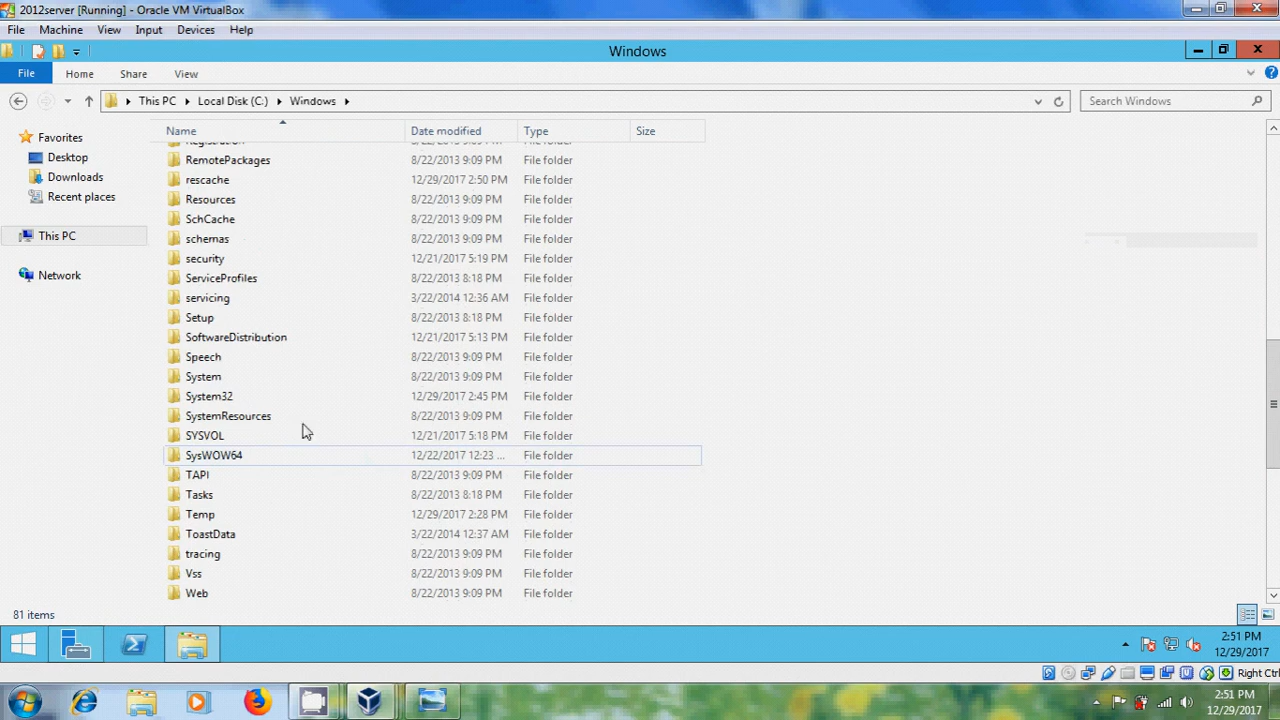 2012server [Running] - Oracle VM VirtualBox
File Machine View Input Devices Help
Windows
File Home Share View
This PC Local Disk (C:) Windows
Search Windows
Name Date modified Type Size
Favorites
Desktop
Downloads
Recent places
This PC
Network
Registration 8/22/2013 9:09 PM File folder
RemotePackages 8/22/2013 9:09 PM File folder
rescache 12/29/2017 2:50 PM File folder
Resources 8/22/2013 9:09 PM File folder
SchCache 8/22/2013 9:09 PM File folder
schemas 8/22/2013 9:09 PM File folder
security 12/21/2017 5:19 PM File folder
ServiceProfiles 8/22/2013 8:18 PM File folder
servicing 3/22/2014 12:36 AM File folder
Setup 8/22/2013 8:18 PM File folder
SoftwareDistribution 12/21/2017 5:13 PM File folder
Speech 8/22/2013 9:09 PM File folder
System 8/22/2013 9:09 PM File folder
System32 12/29/2017 2:45 PM File folder
SystemResources 8/22/2013 9:09 PM File folder
SYSVOL 12/21/2017 5:18 PM File folder
SysWOW64 12/22/2017 12:23 ... File folder
TAPI 8/22/2013 9:09 PM File folder
Tasks 8/22/2013 8:18 PM File folder
Temp 12/29/2017 2:28 PM File folder
ToastData 3/22/2014 12:37 AM File folder
tracing 8/22/2013 9:09 PM File folder
Vss 8/22/2013 9:09 PM File folder
Web 8/22/2013 9:09 PM File folder
81 items
2:51 PM
12/29/2017
Right Ctrl
2:51 PM
12/29/2017